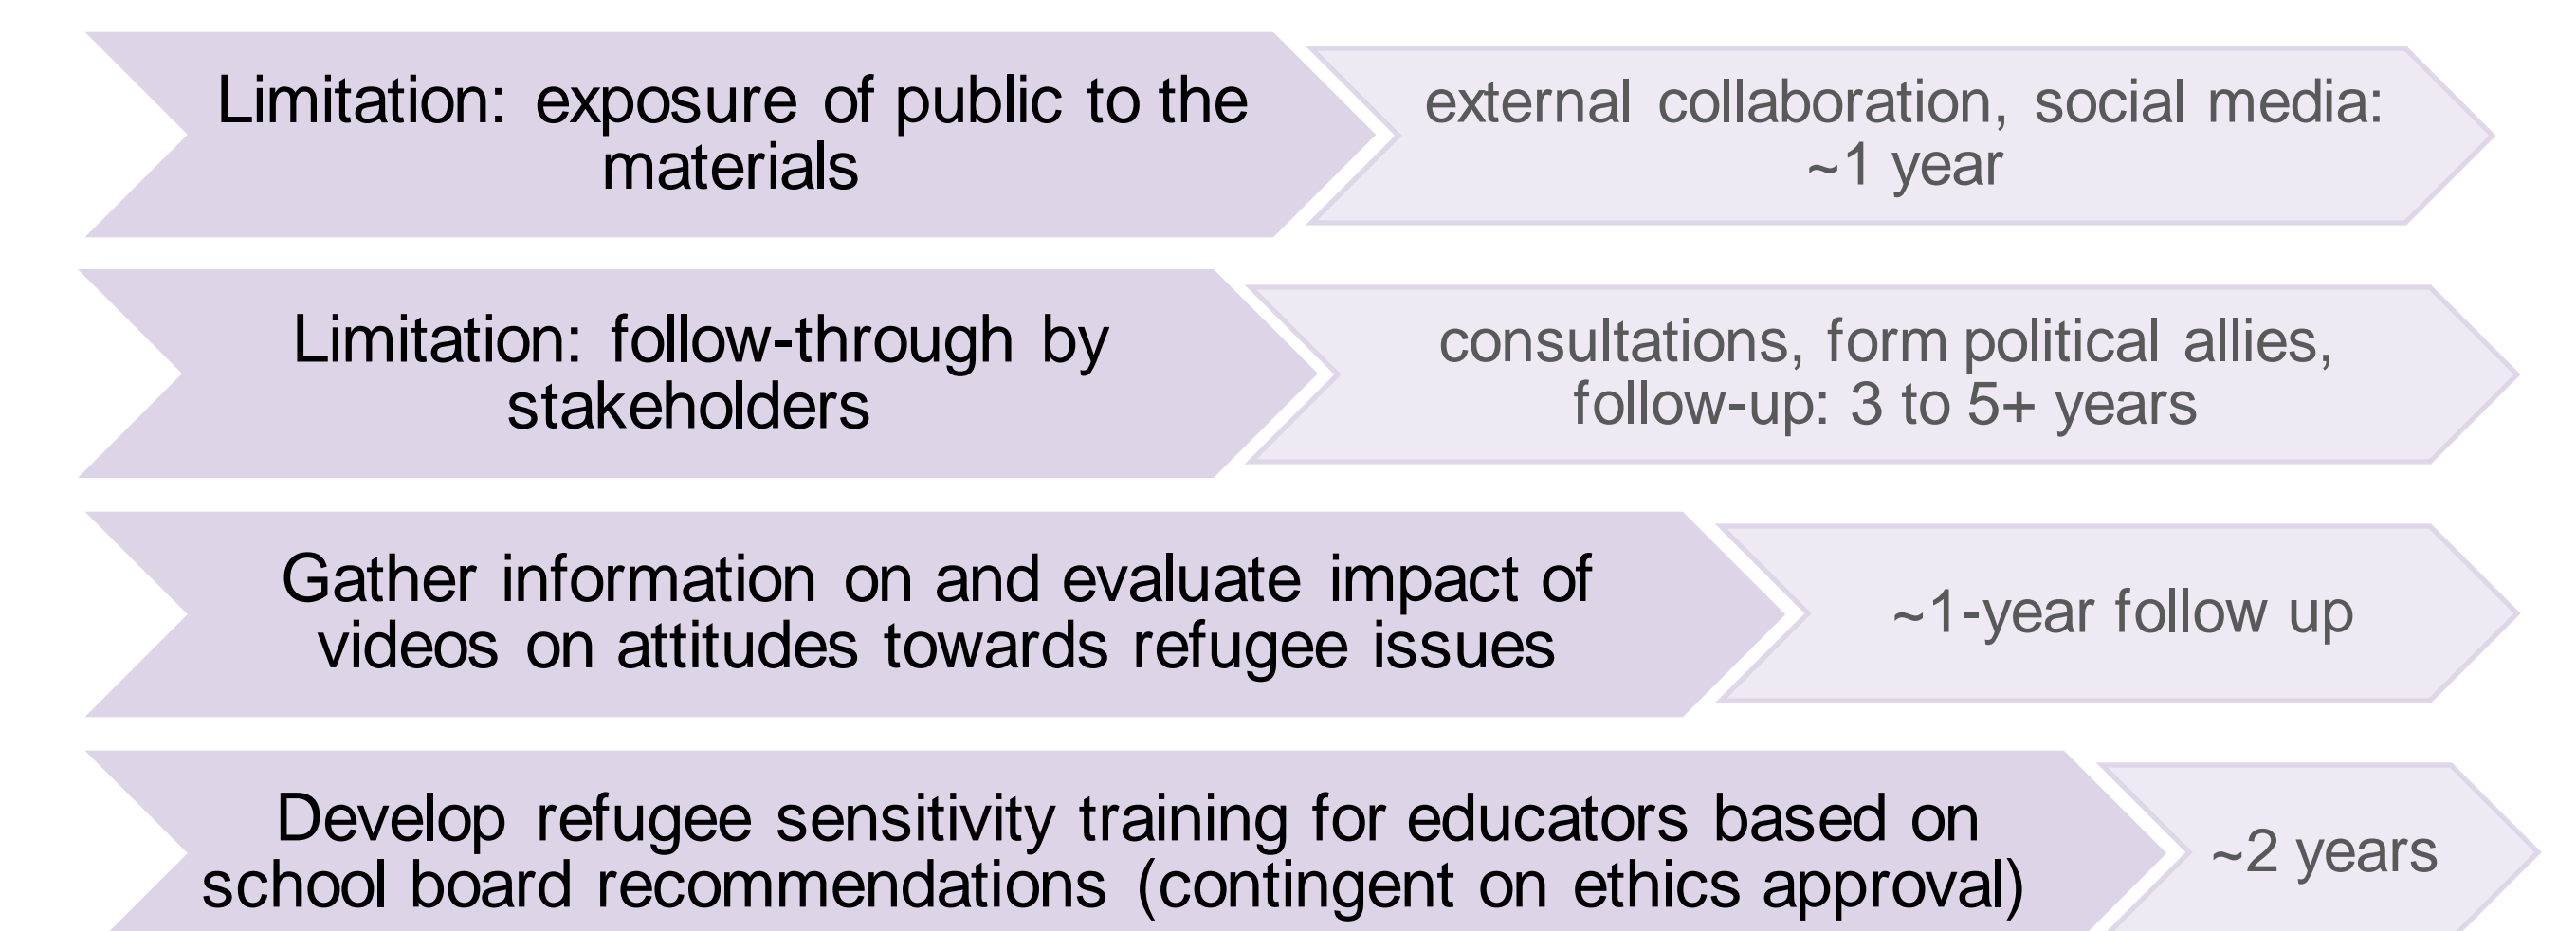 Limitation: exposure of public to the
materials
external collaboration, social media:
~1 year
Limitation: follow-through by
stakeholders
consultations, form political allies,
follow-up: 3 to 5+ years
Gather information on and evaluate impact of
videos on attitudes towards refugee issues
~1-year follow up
Develop refugee sensitivity training for educators based on
school board recommendations (contingent on ethics approval)
~2 years